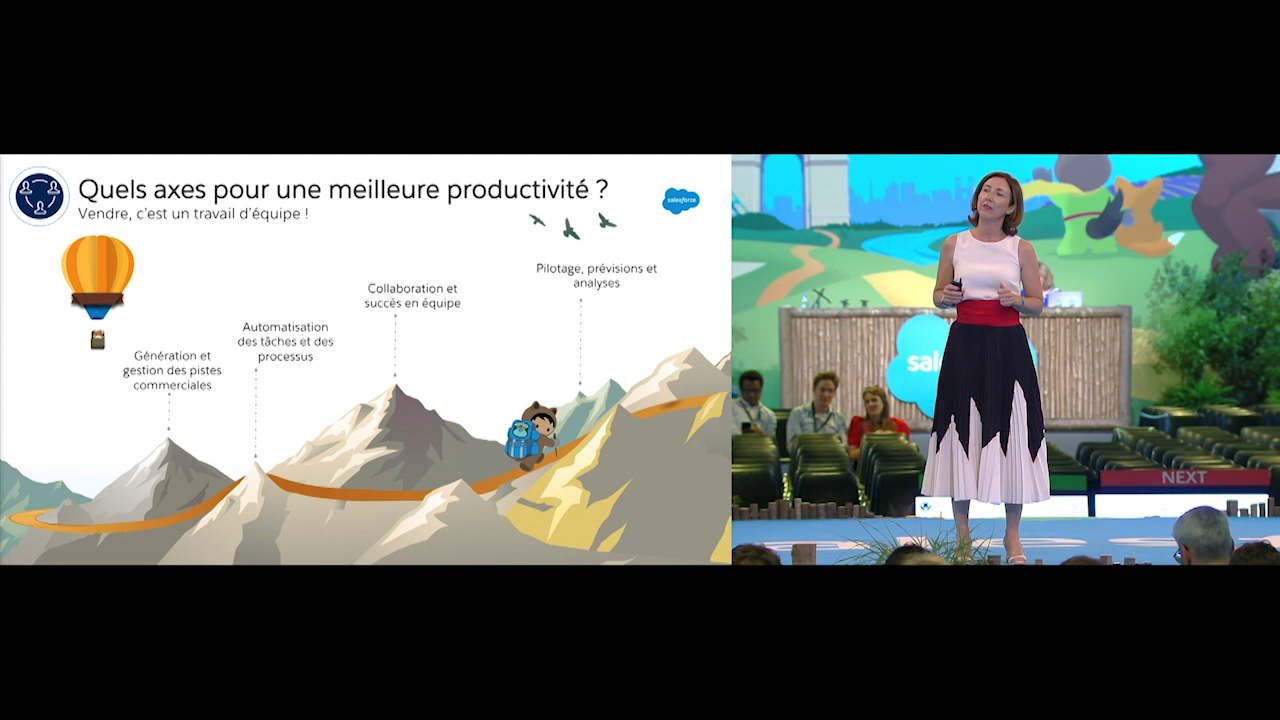 Quels axes pour une meilleure productivité ?
Vendre, c'est un travail d'équipe !
salesforce
Pilotage, prévisions et
analyses
Collaboration et
succès en équipe
Automatisation
des tâches et des
processus
Génération et
gestion des pistes
commerciales
sal
NEXT